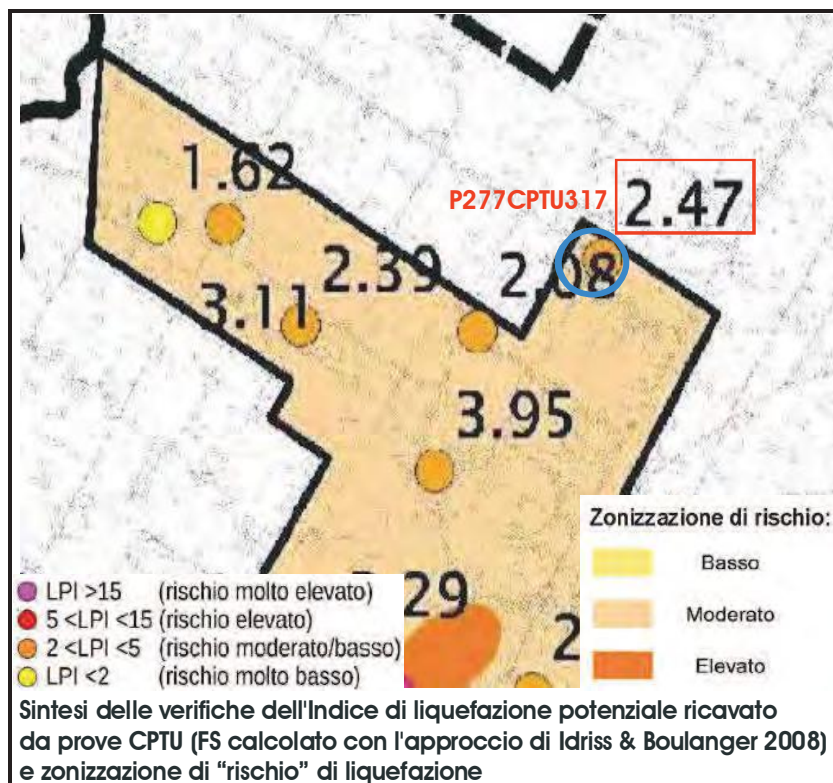 1.62
P277CPTU317
2.47
2.39
2.08
3.11
3.95
29
2
Zonizzazione di rischio:
Basso
Moderato
Elevato
LPI >15 (rischio molto elevato)
5 <LPI <15 (rischio elevato)
2 <LPI <5 (rischio moderato/basso)
LPI <2 (rischio molto basso)
Sintesi delle verifiche dell'Indice di liquefazione potenziale ricavato
da prove CPTU (FS calcolato con l'approccio di Idriss & Boulanger 2008)
e zonizzazione di "rischio" di liquefazione